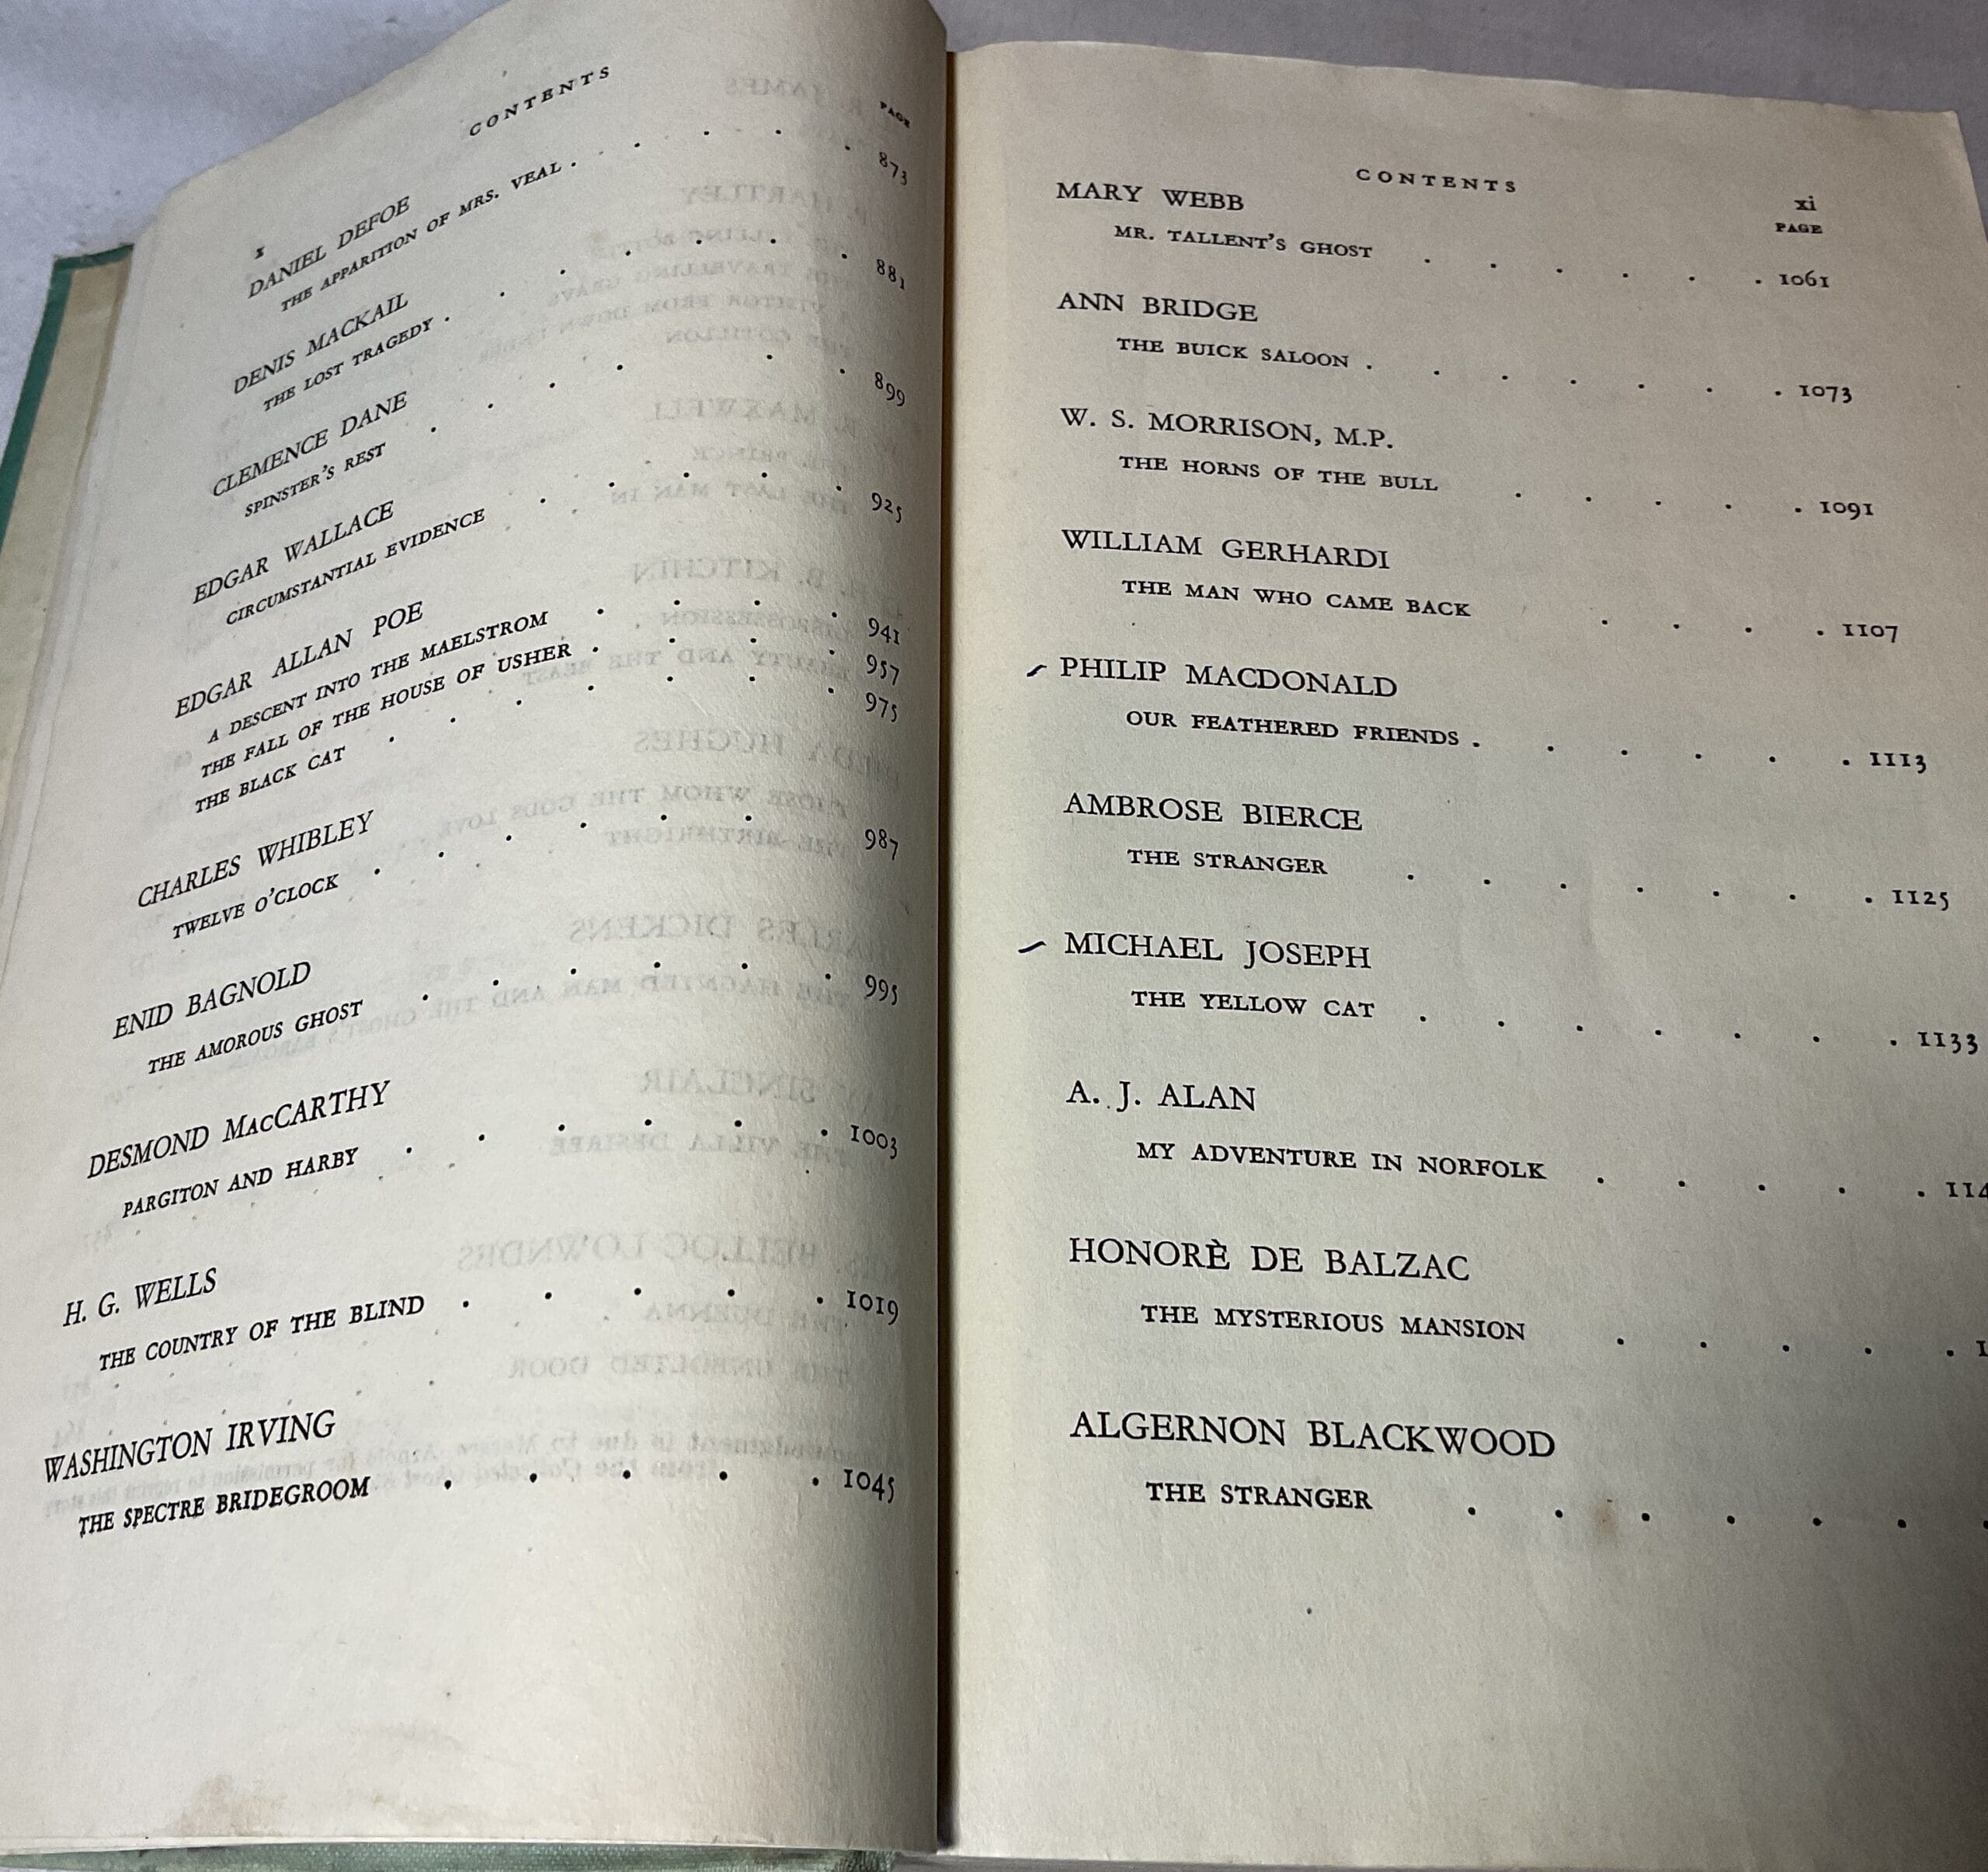 x
CONTENTS
PAGE
DANIEL DEFOE
THE APPARITION OF MRS. VEAL . . . . . 873
DENIS MACKAIL
THE LOST TRAGEDY . . . . . . . 881
CLEMENCE DANE
SPINSTER'S REST . . . . . . 899
EDGAR WALLACE
CIRCUMSTANTIAL EVIDENCE . . . . . 925
EDGAR ALLAN POE
A DESCENT INTO THE MAELSTROM . . . . 941
THE FALL OF THE HOUSE OF USHER . . . . 957
THE BLACK CAT . . . . . . . 975
CHARLES WHIBLEY
TWELVE O'CLOCK . . . . . . 987
ENID BAGNOLD
THE AMOROUS GHOST . . . . . . 995
DESMOND MacCARTHY
PARGITON AND HARBY . . . . . . 1003
H. G. WELLS
THE COUNTRY OF THE BLIND . . . . . 1019
WASHINGTON IRVING
THE SPECTRE BRIDEGROOM . . . . . 1045
CONTENTS
xi
PAGE
MARY WEBB
MR. TALLENT'S GHOST . . . . . . 1061
ANN BRIDGE
THE BUICK SALOON . . . . . . . 1073
W. S. MORRISON, M.P.
THE HORNS OF THE BULL . . . . . 1091
WILLIAM GERHARDI
THE MAN WHO CAME BACK . . . . 1107
PHILIP MACDONALD
OUR FEATHERED FRIENDS . . . . . . 1113
AMBROSE BIERCE
THE STRANGER . . . . . . . 1125
MICHAEL JOSEPH
THE YELLOW CAT . . . . . . . 1133
A. J. ALAN
MY ADVENTURE IN NORFOLK . . . . .
HONORÈ DE BALZAC
THE MYSTERIOUS MANSION . . . . .
ALGERNON BLACKWOOD
THE STRANGER . . . . . . .